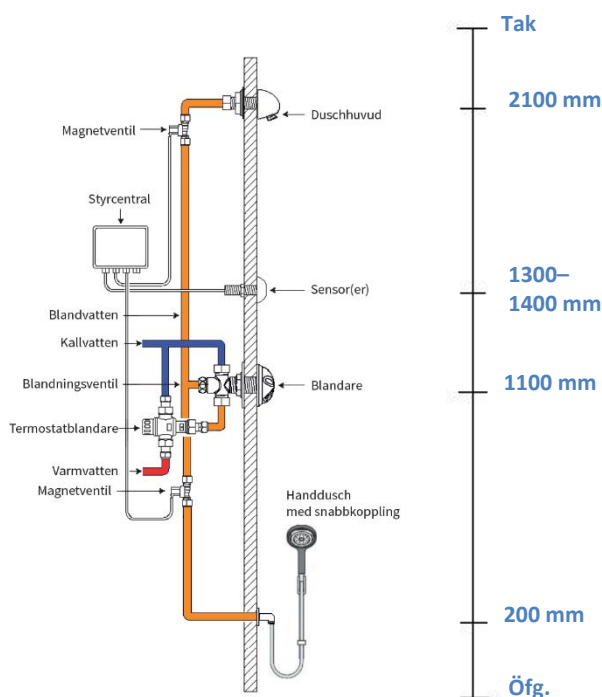 Tak
2100 mm
Duschhuvud
Magnetventil
Styrcentral
1300–
1400 mm
Sensor(er)
Blandvatten
Kallvatten
Blandningsventil
Blandare
1100 mm
Termostatblandare
Varmvatten
Magnetventil
Handdusch
med snabbkoppling
200 mm
Öfg.